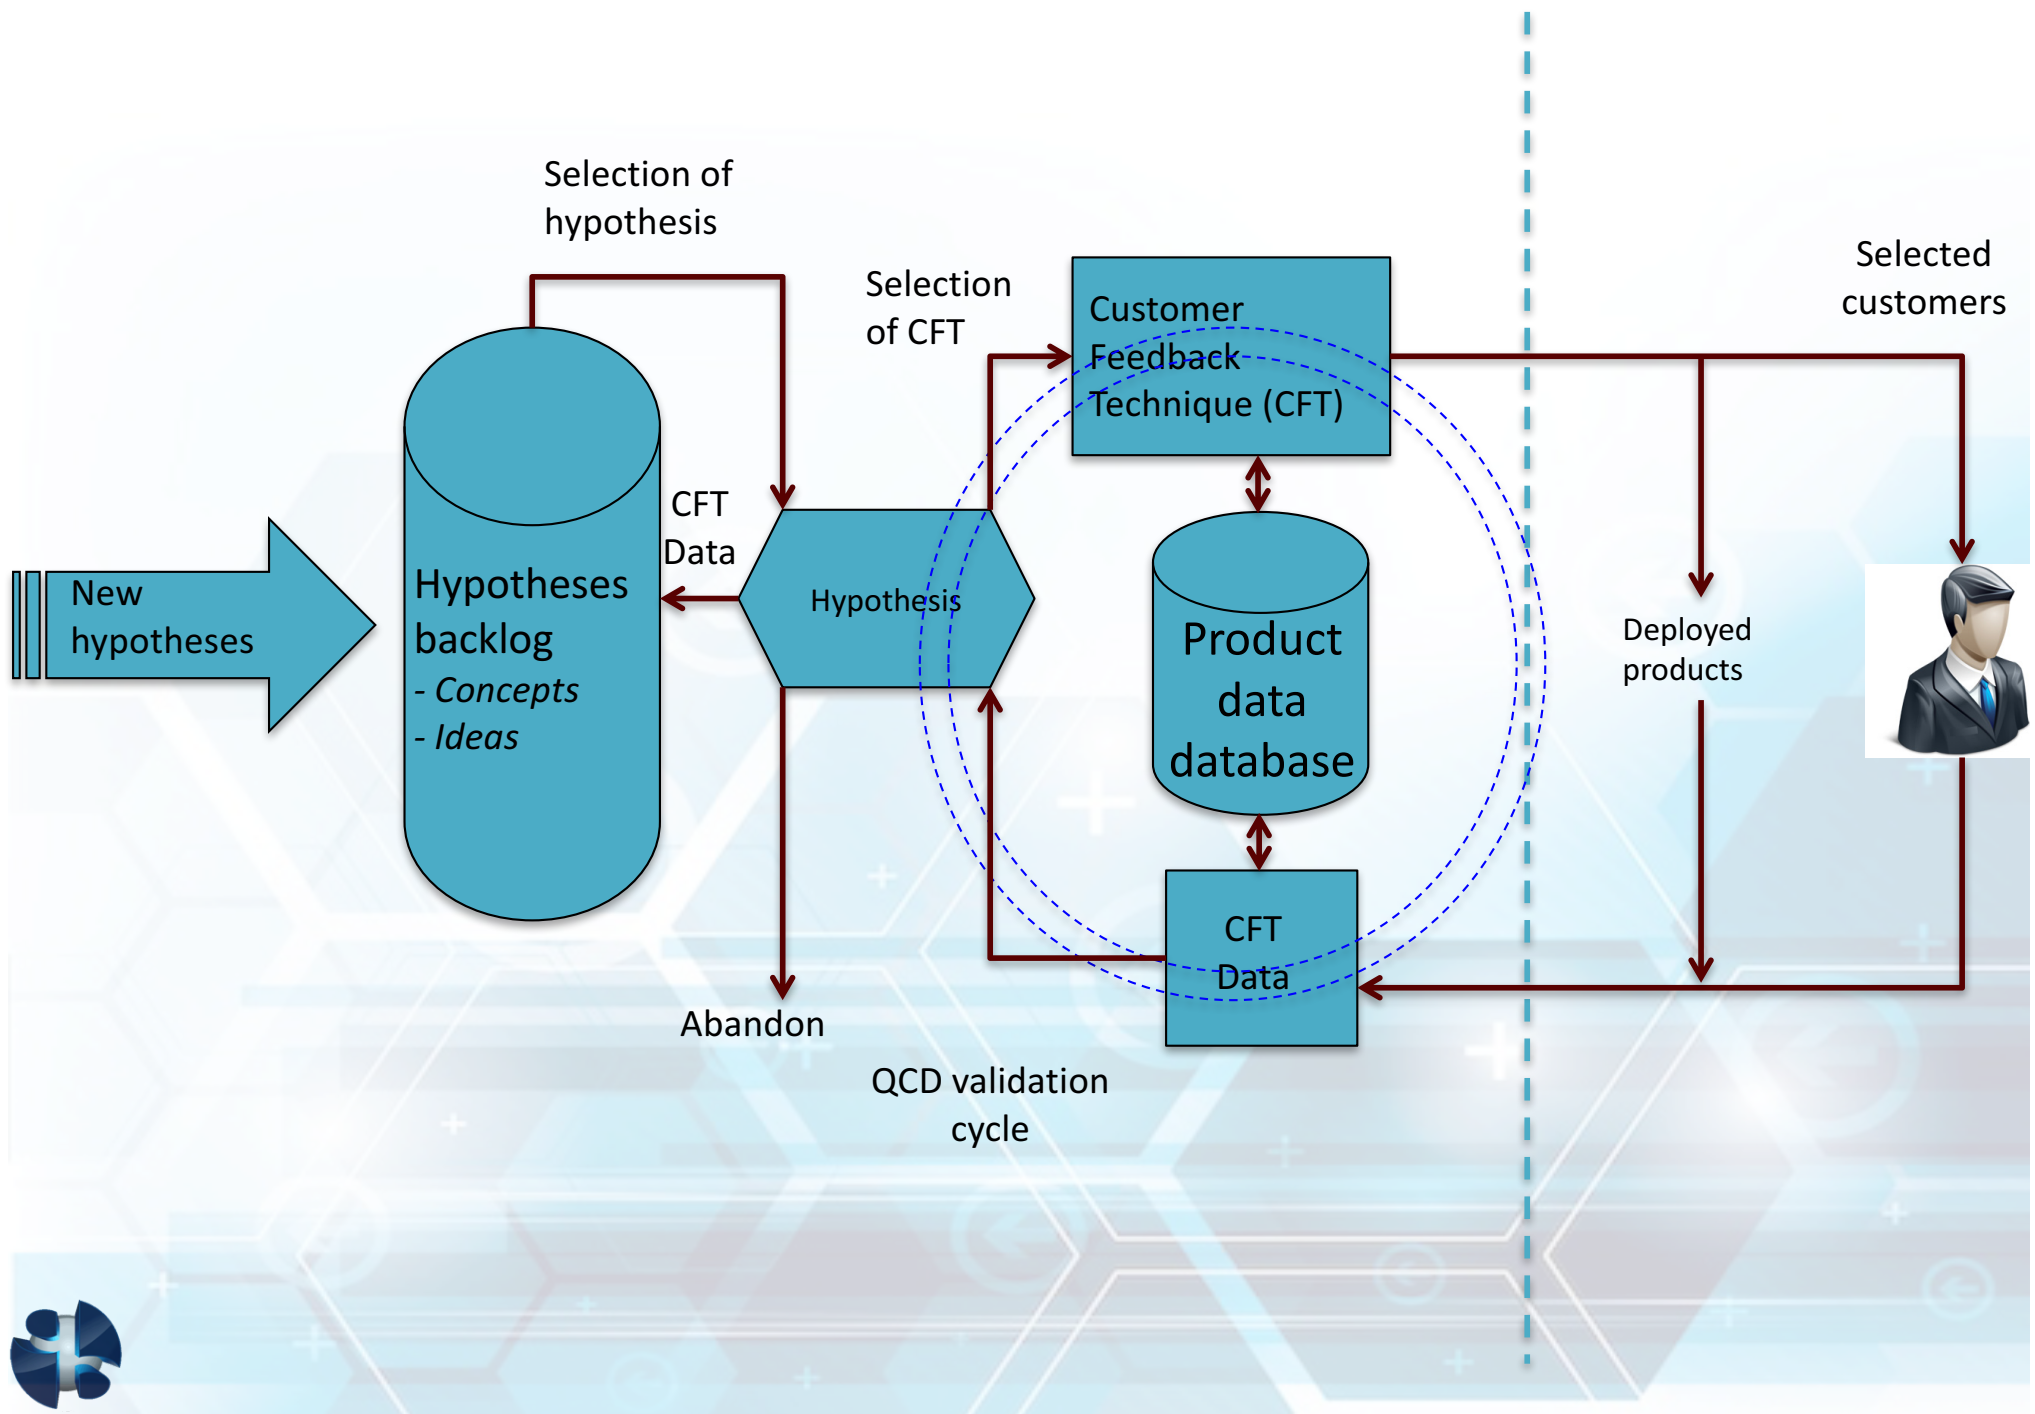 Selection of
hypothesis
Selection
of CFT
Customer
Feedback
Technique (CFT)
Selected
customers
CFT
Data
New
hypotheses
Hypotheses
backlog
- Concepts
- Ideas
Hypothesis
Product
data
database
Deployed
products
CFT
Data
Abandon
QCD validation
cycle